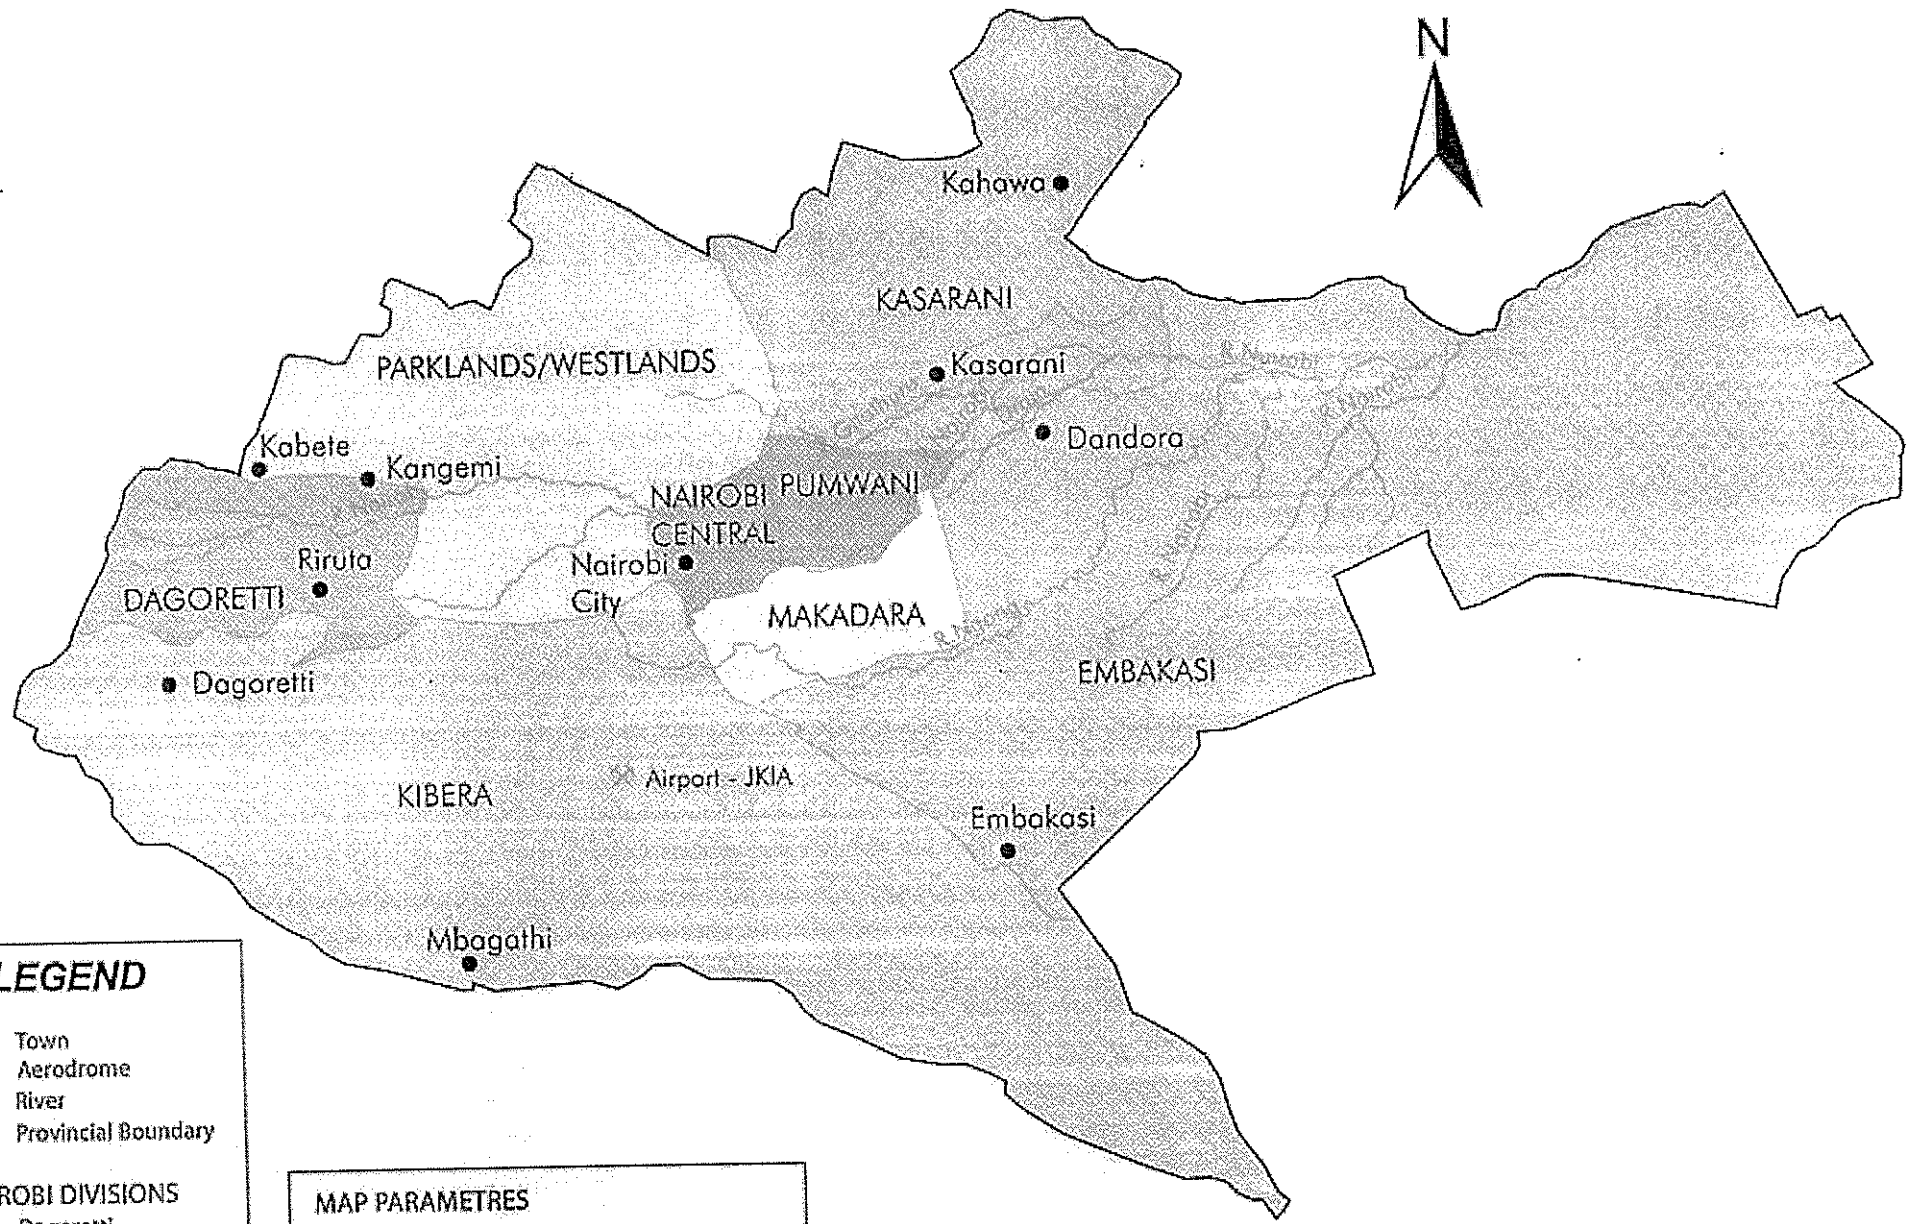 N
Kahawa
KASARANI
PARKLANDS/WESTLANDS
Kasarani
Kabete
Kangemi
Dandora
NAIROBI
CENTRAL
PUMWANI
Riruta
Nairobi
City
DAGORETTI
MAKADARA
EMBAKASI
Dagoretti
KIBERA
Airport - JKIA
Embakasi
Mbagathi
LEGEND
Town
Aerodrome
River
Provincial Boundary
ROBI DIVISIONS
MAP PARAMETRES